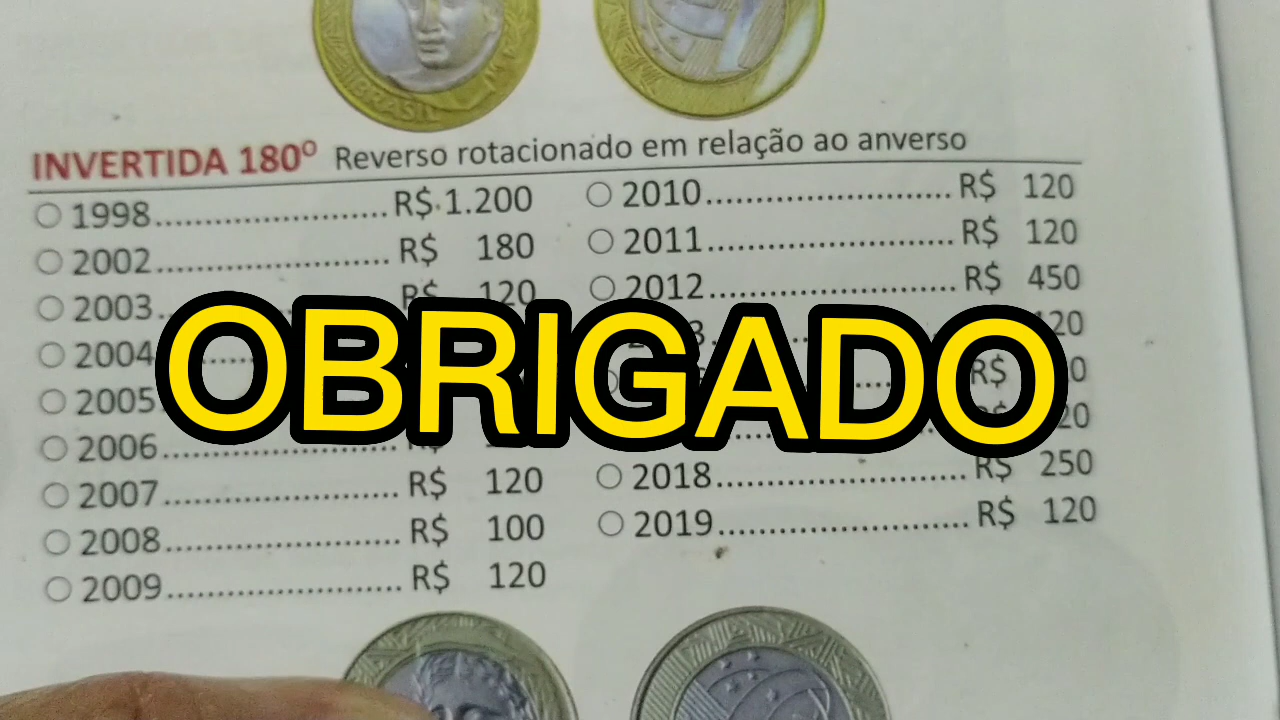 BRASIL
INVERTIDA 180º Reverso rotacionado em relação ao anverso
1998 R$ 1.200
2002 R$ 180
2003 R$ 120
2004
2005
2006
2007 R$ 120
2008 R$ 100
2009 R$ 120
2010 R$ 120
2011 R$ 120
2012 R$ 450
R$
2018 R$ 250
2019 R$ 120
OBRIGADO